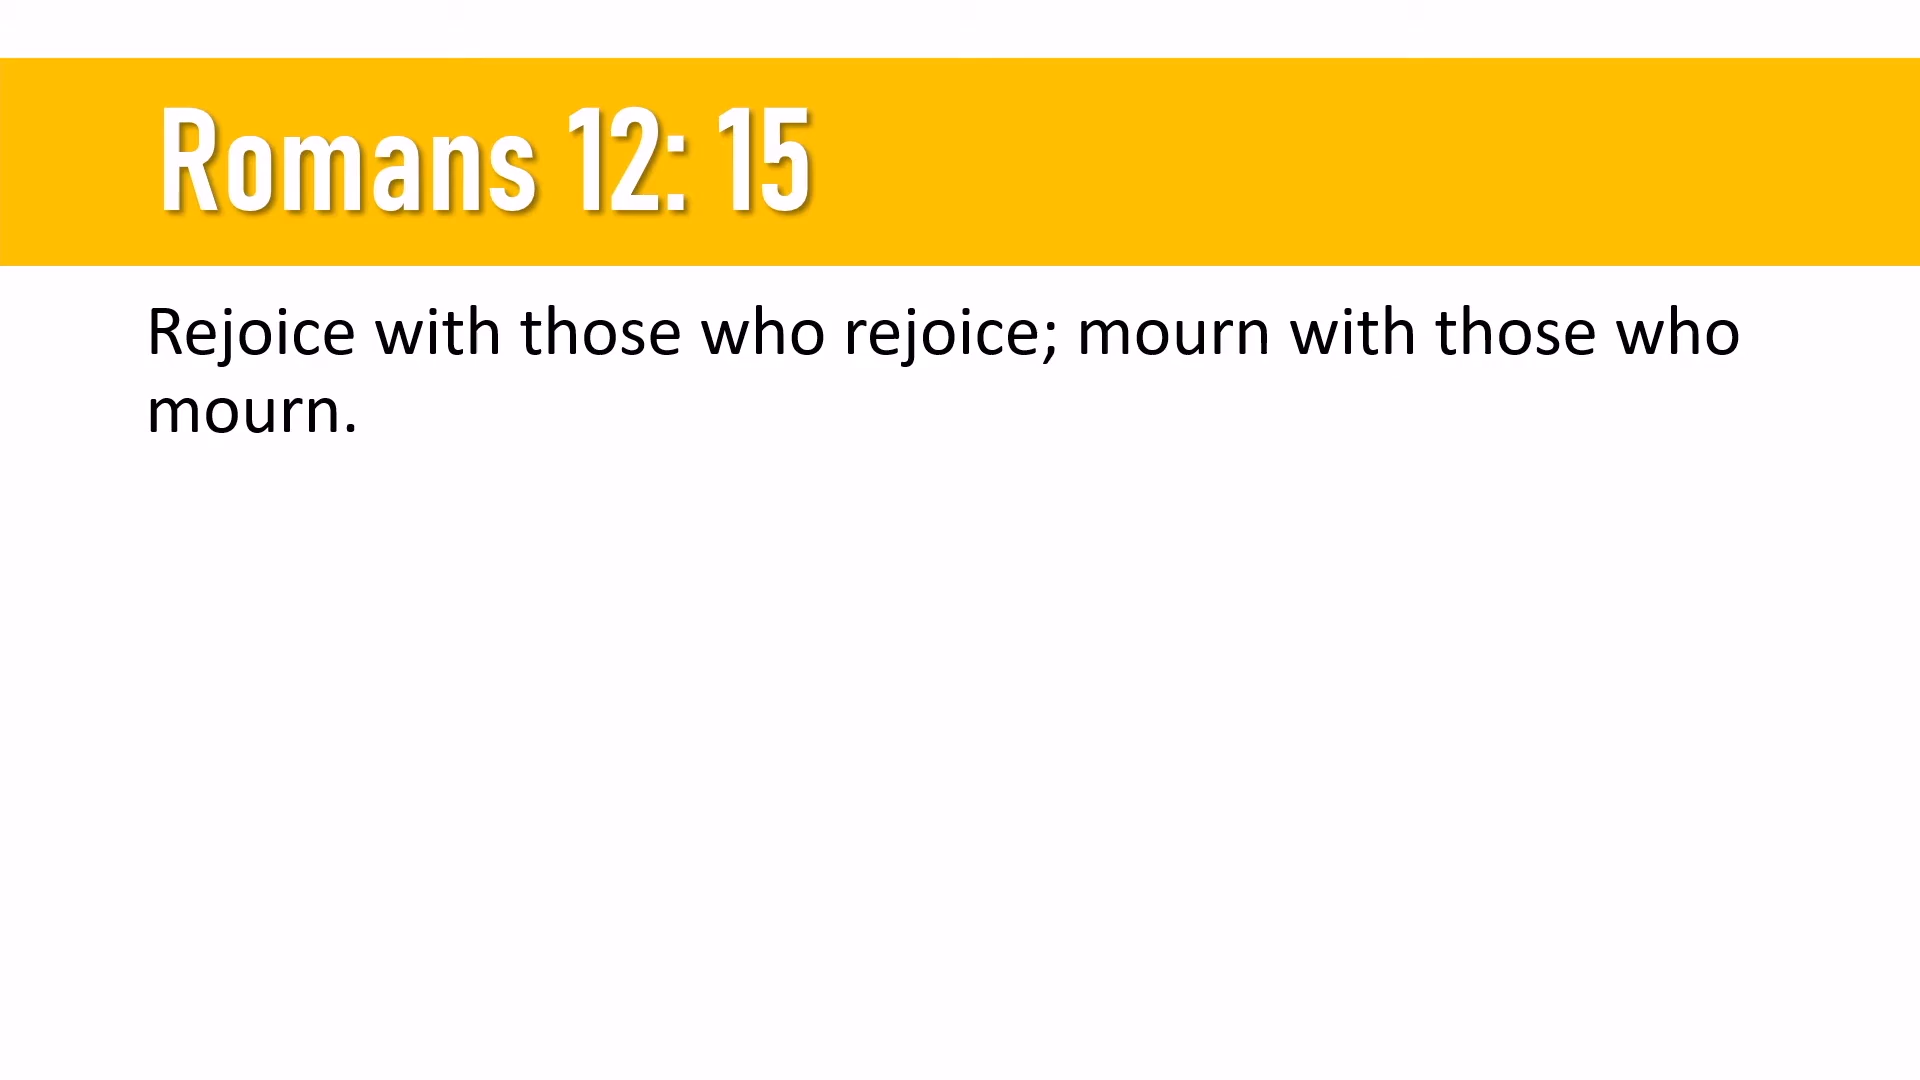 Romans 12: 15
Rejoice with those who rejoice; mourn with those who
mourn.